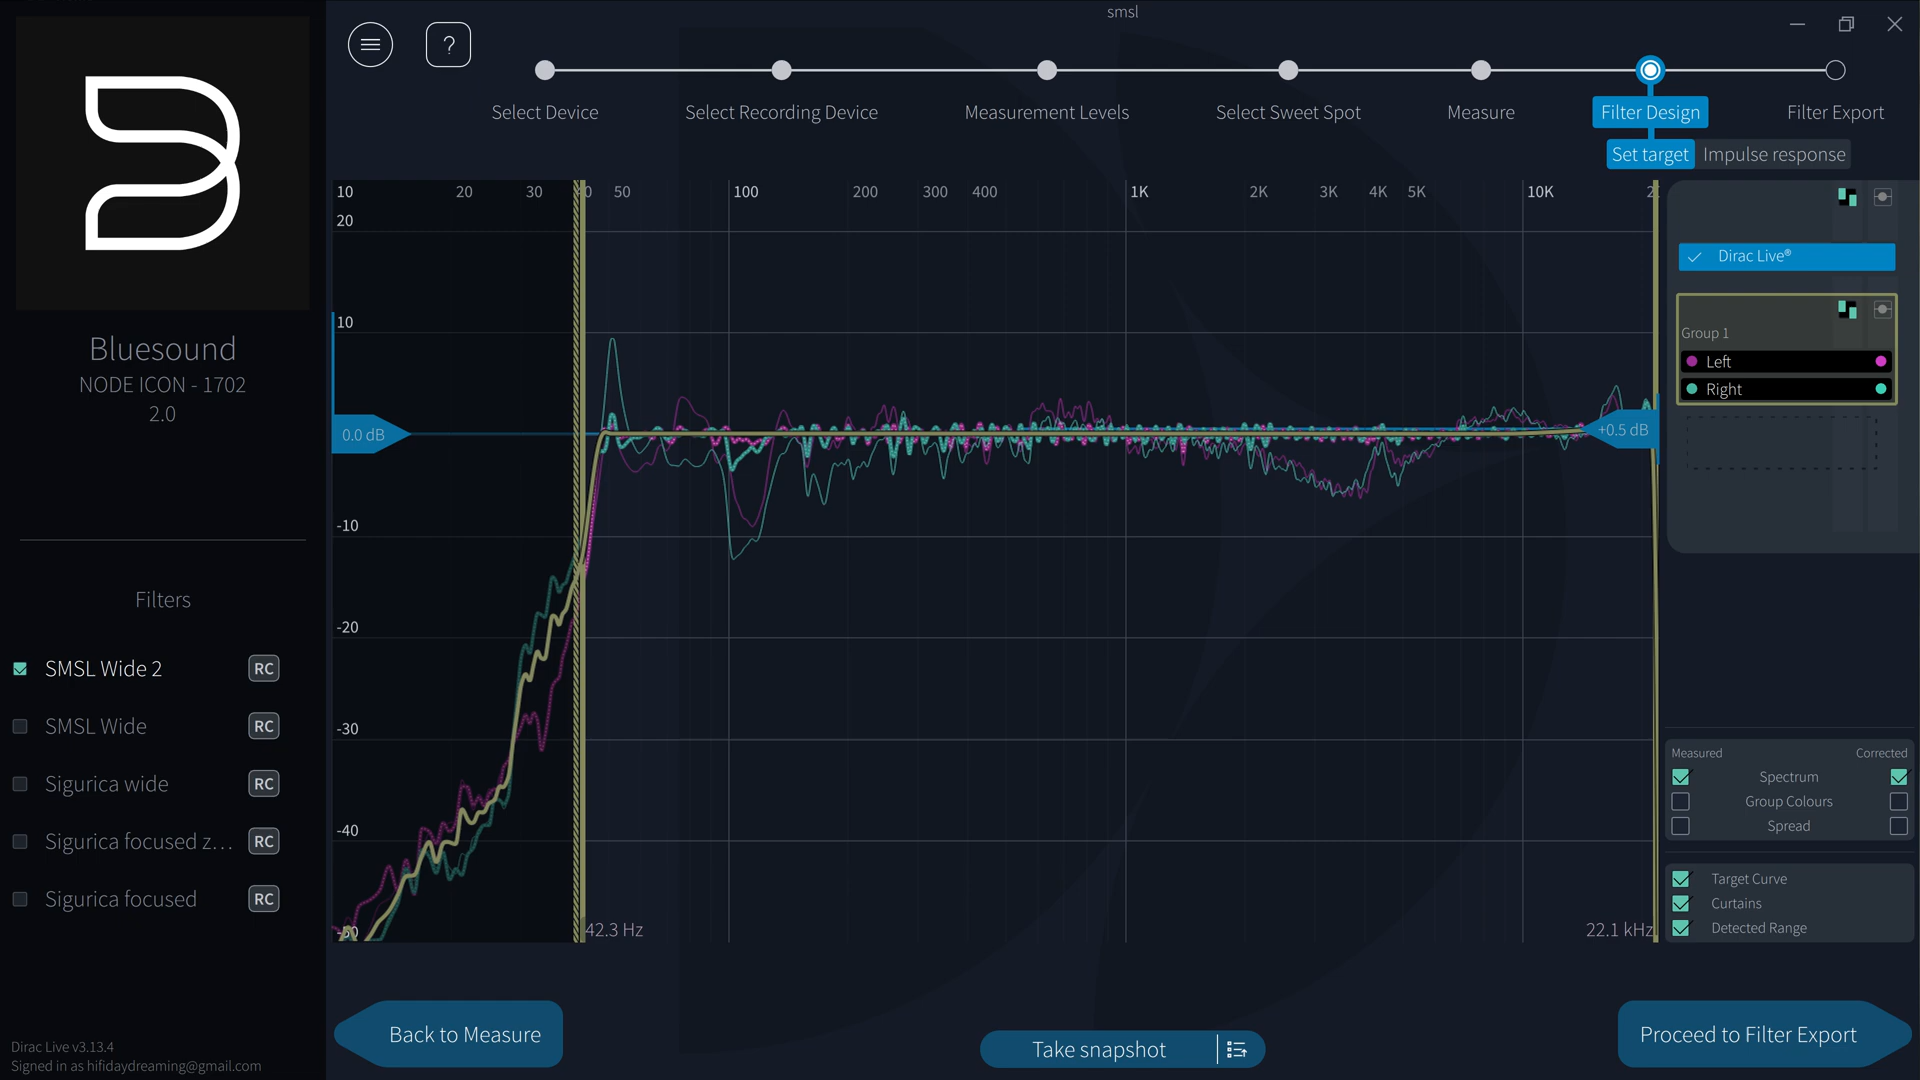 smsl
?
Select Device
Select Recording Device
Measurement Levels
Select Sweet Spot
Measure
Filter Design
Filter Export
Set target
Impulse response
Bluesound
NODE ICON - 1702
2.0
Filters
SMSL Wide 2 RC
SMSL Wide RC
Sigurica wide RC
Sigurica focused z... RC
Sigurica focused RC
Dirac Live v3.13.4
Signed in as hifidaydreaming@gmail.com
10 20 30 50 100 200 300 400 1K 2K 3K 4K 5K 10K
20
10
0.0 dB
+0.5 dB
-10
-20
-30
-40
-50
42.3 Hz
22.1 kHz
Dirac Live®
Group 1
Left
Right
Measured Corrected
Spectrum
Group Colours
Spread
Target Curve
Curtains
Detected Range
Back to Measure
Take snapshot
Proceed to Filter Export